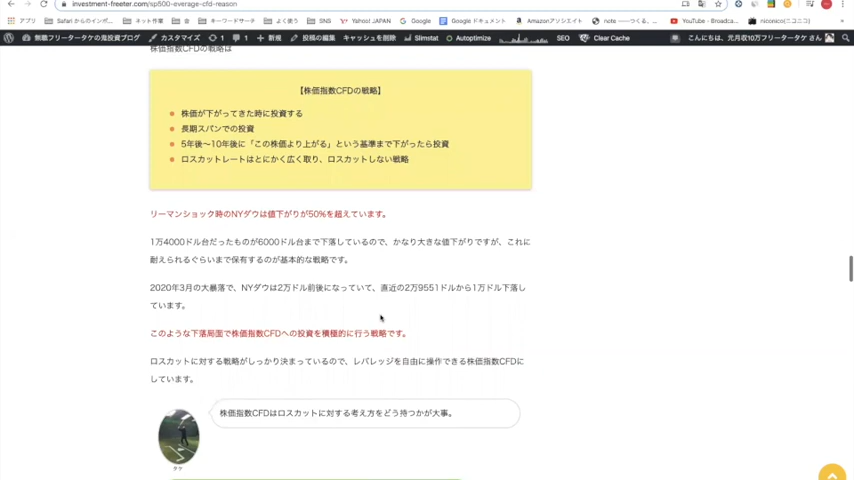 investment-freeter.com/sp500-everage-cfd-reason
アプリ Safari からのインポ... ネット作業 会 キーワードサーチ よく使う SNG Yahoo! JAPAN Google Google ドキュメント Amazonアソシエイト note ――つくる、... YouTube - Broadca... niconico(ニコニコ)
無職フリータータケの鬼投資ブログ カスタマイズ 1 1 新規 投稿の編集 キャッシュを削除 Slimstat Autoptimize SEO Clear Cache こんにちは、元月収10万フリータータケ さん
株価指数CFDの戦略は
【株価指数CFDの戦略】
株価が下がってきた時に投資する
長期スパンでの投資
5年後〜10年後に「この株価より上がる」という基準まで下がったら投資
ロスカットレートはとにかく広く取り、ロスカットしない戦略
リーマンショック時のNYダウは値下がりが50%を超えています。
1万4000ドル台だったものが6000ドル台まで下落しているので、かなり大きな値下がりですが、これに
耐えられるぐらいまで保有するのが基本的な戦略です。
2020年3月の大暴落で、NYダウは2万ドル前後になっていて、直近の2万9551ドルから1万ドル下落し
ています。
このような下落局面で株価指数CFDへの投資を積極的に行う戦略です。
ロスカットに対する戦略がしっかり決まっているので、レバレッジを自由に操作できる株価指数CFDに
しています。
株価指数CFDはロスカットに対する考え方をどう持つかが大事。
タケ